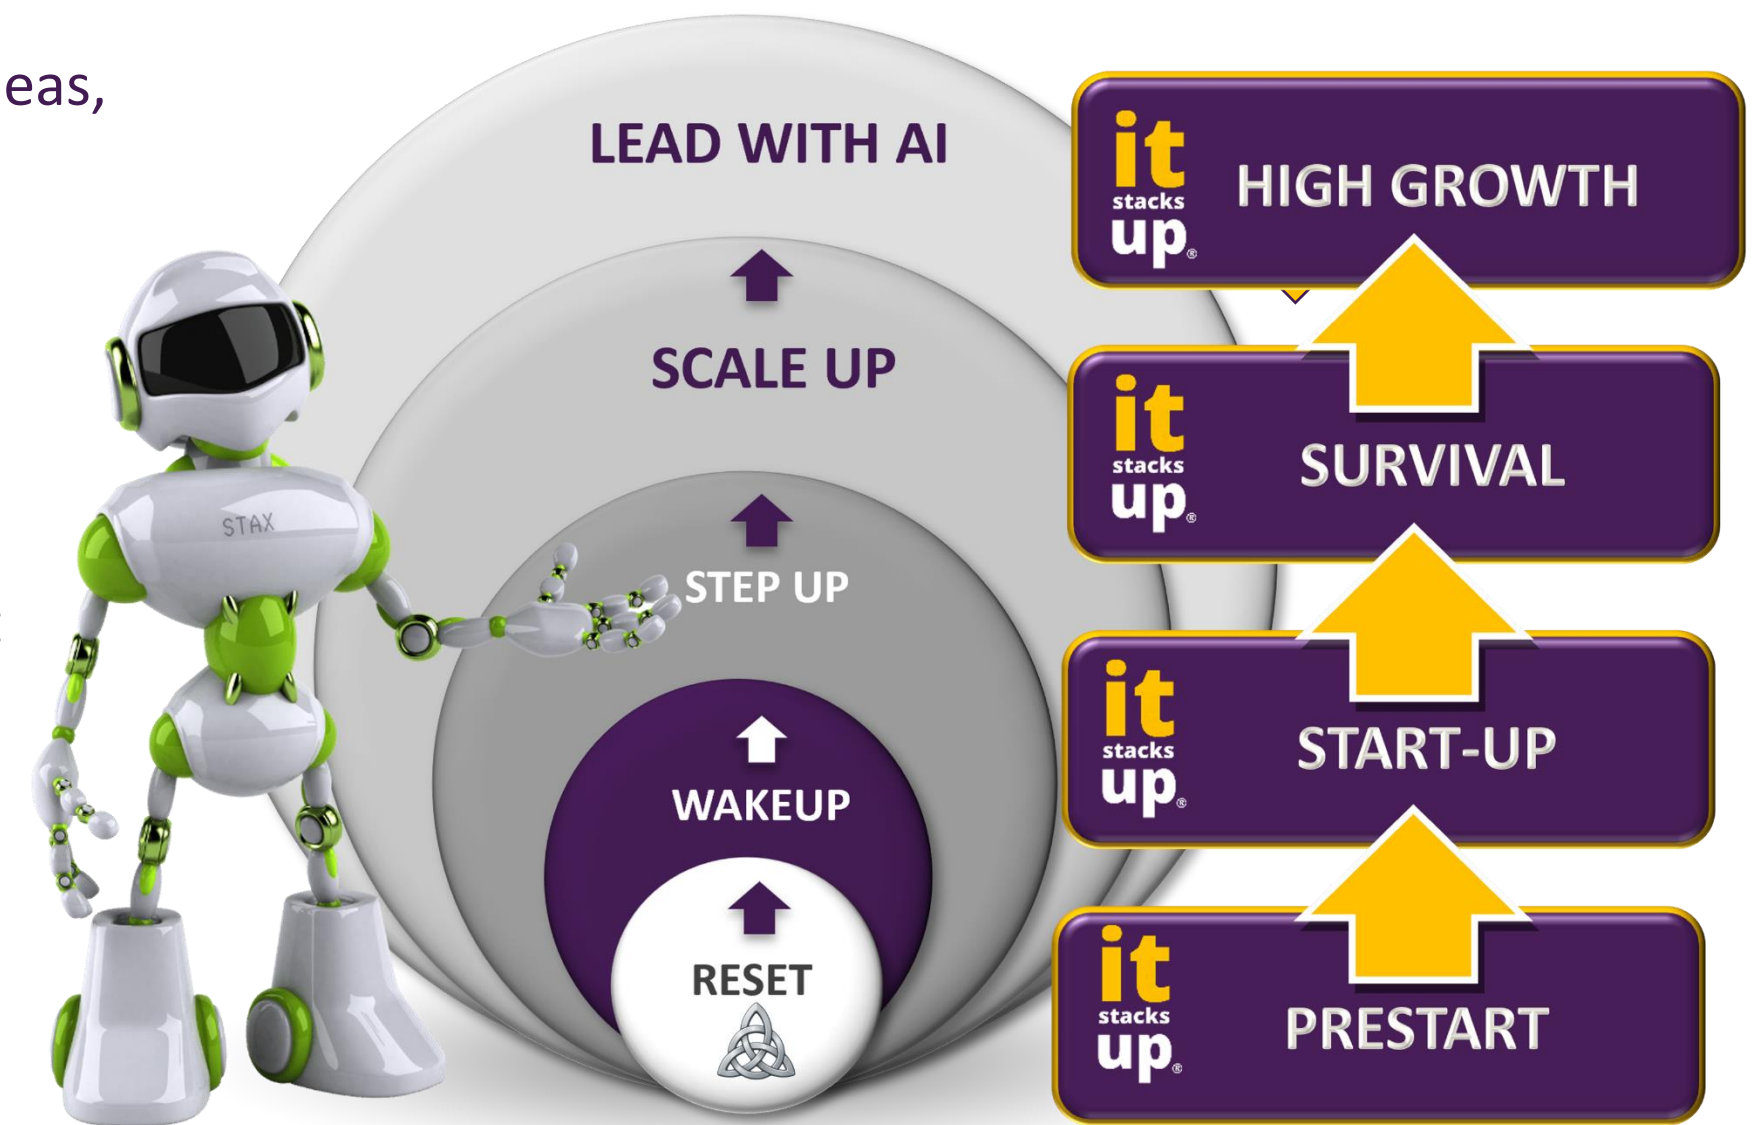 eas,
LEAD WITH AI
SCALE UP
STEP UP
WAKEUP
RESET
STAX
it
stacks
up®
HIGH GROWTH
it
stacks
up®
SURVIVAL
it
stacks
up®
START-UP
it
stacks
up®
PRESTART